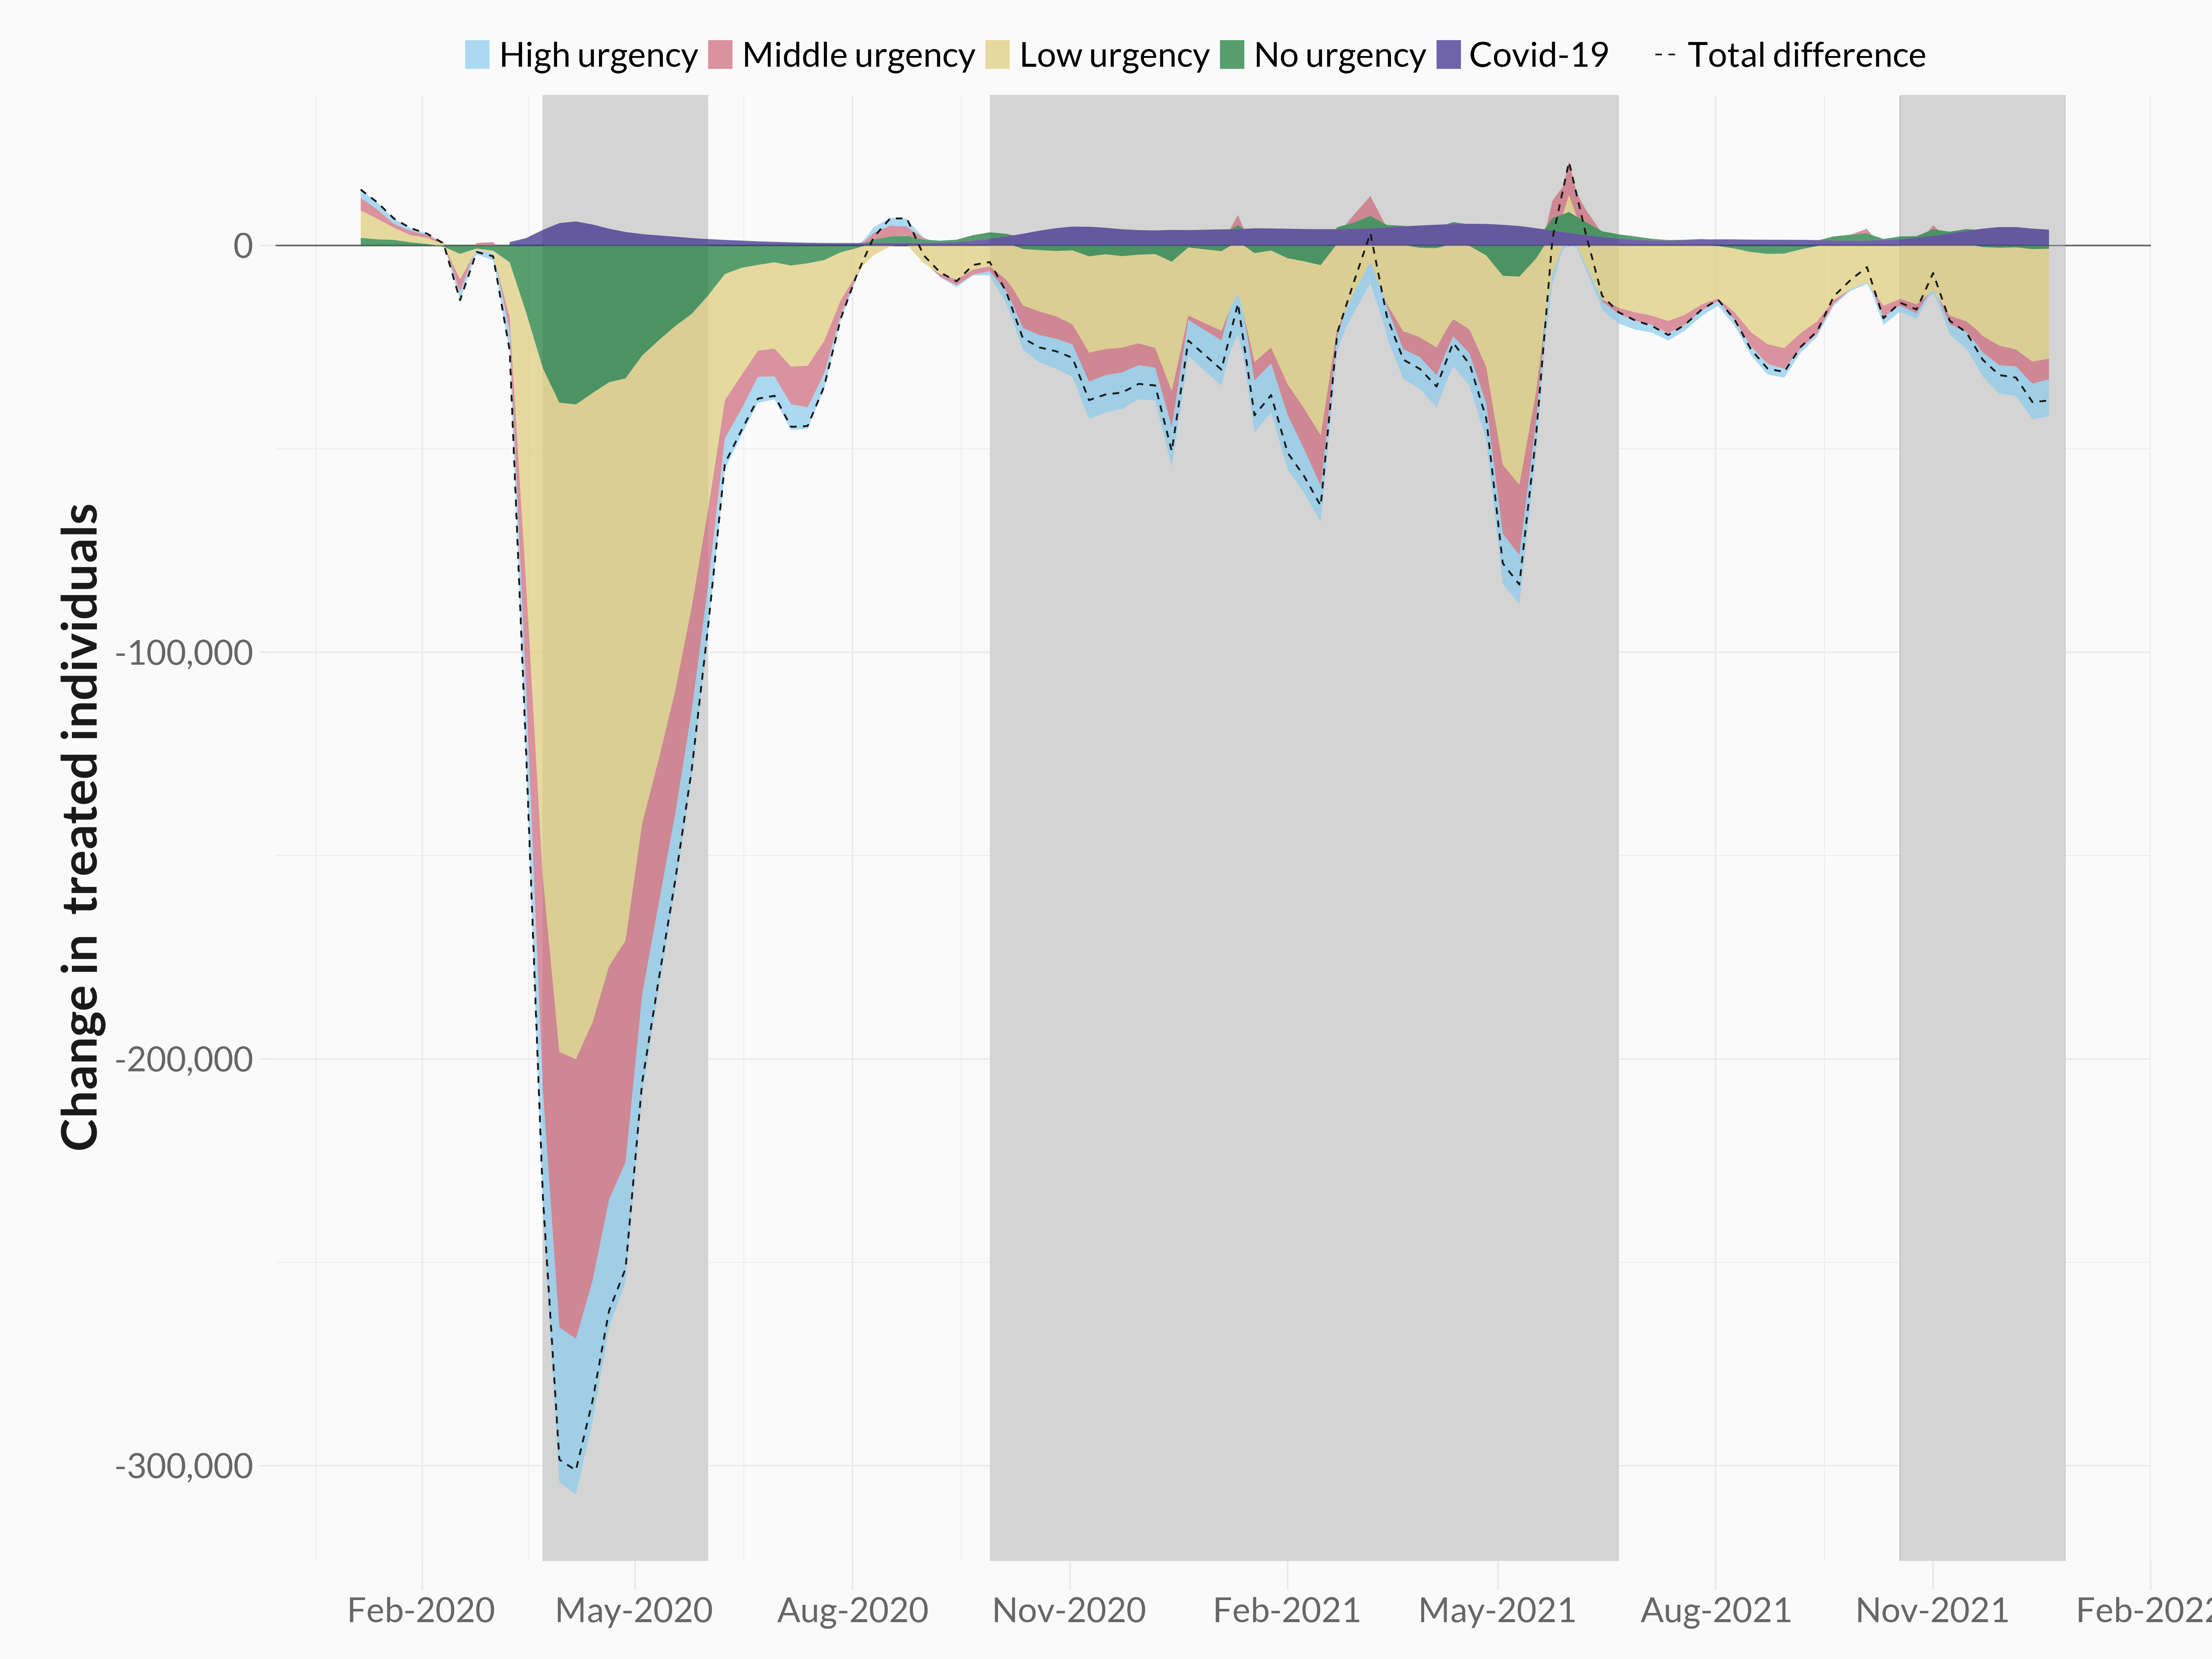 High urgency Middle urgency Low urgency No urgency Covid-19 Total difference
Change in treated individuals
0
-100,000
-200,000
-300,000
Feb-2020 May-2020 Aug-2020 Nov-2020 Feb-2021 May-2021 Aug-2021 Nov-2021 Feb-2022